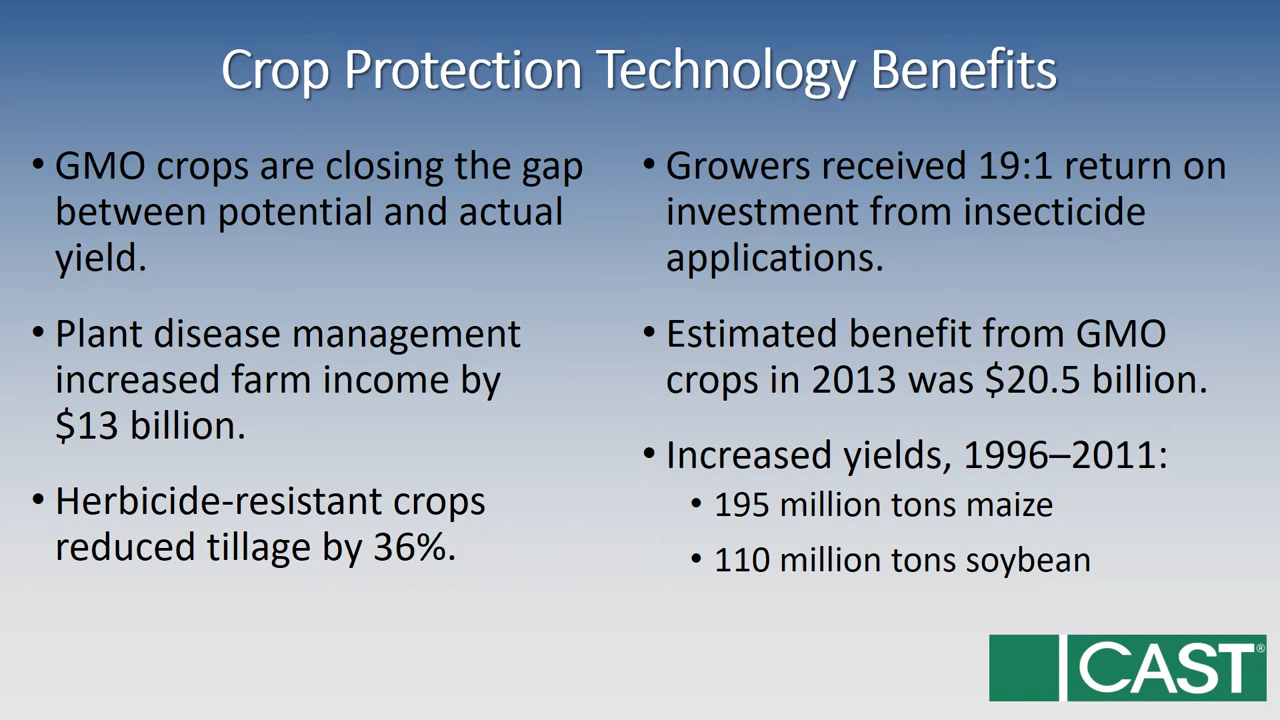 Crop Protection Technology Benefits
• GMO crops are closing the gap
between potential and actual
yield.
• Plant disease management
increased farm income by
$13 billion.
• Herbicide-resistant crops
reduced tillage by 36%.
• Growers received 19:1 return on
investment from insecticide
applications.
• Estimated benefit from GMO
crops in 2013 was $20.5 billion.
• Increased yields, 1996–2011:
• 195 million tons maize
• 110 million tons soybean
CAST®